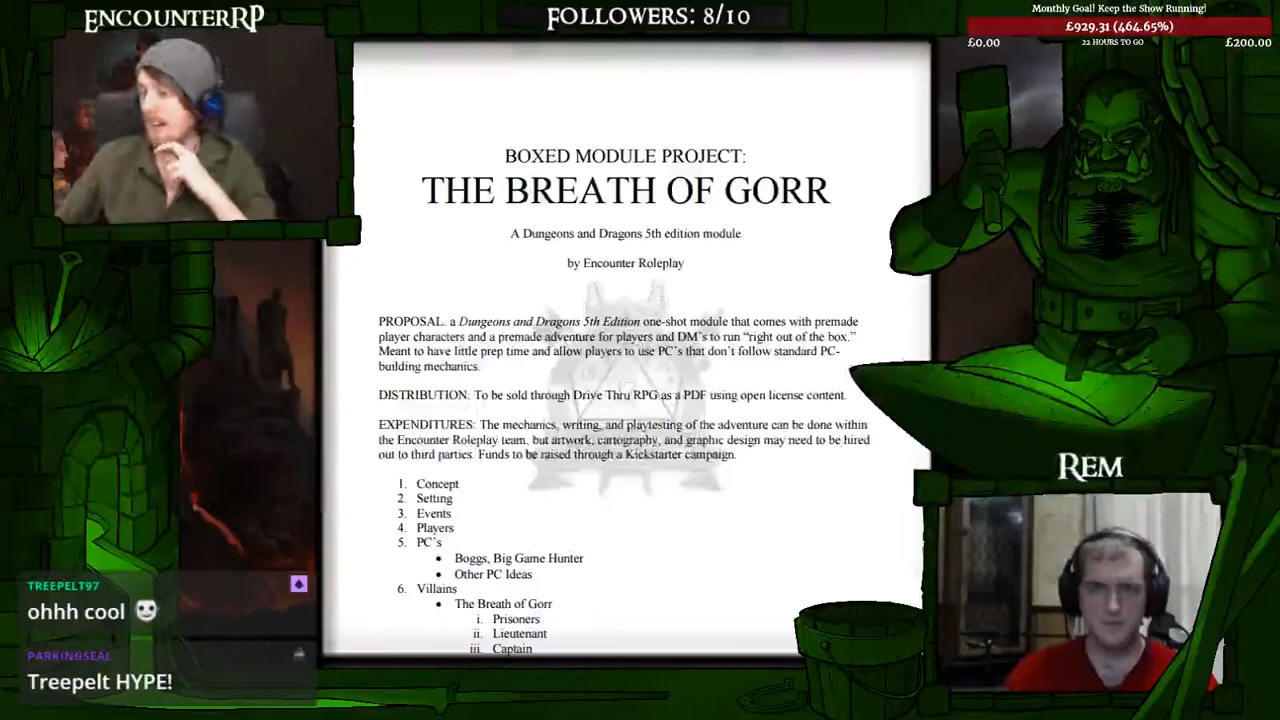 ENCOUNTERRP
FOLLOWERS: 8/10
Monthly Goal! Keep the Show Running!
£929.31 (464.65%)
£0.00
22 HOURS TO GO
£200.00
BOXED MODULE PROJECT:
THE BREATH OF GORR
A Dungeons and Dragons 5th edition module
by Encounter Roleplay
PROPOSAL: a Dungeons and Dragons 5th Edition one-shot module that comes with premade
player characters and a premade adventure for players and DM's to run “right out of the box.”
Meant to have little prep time and allow players to use PC's that don't follow standard PC-
building mechanics.
DISTRIBUTION: To be sold through Drive Thru RPG as a PDF using open license content.
EXPENDITURES: The mechanics, writing, and playtesting of the adventure can be done within
the Encounter Roleplay team, but artwork, cartography, and graphic design may need to be hired
out to third parties. Funds to be raised through a Kickstarter campaign.
1. Concept
2. Setting
3. Events
4. Players
5. PC's
• Boggs, Big Game Hunter
• Other PC Ideas
6. Villains
• The Breath of Gorr
i. Prisoners
ii. Lieutenant
iii. Captain
REM
TREEPELT97
ohhh cool
PARKINGSEAL
Treepelt HYPE!